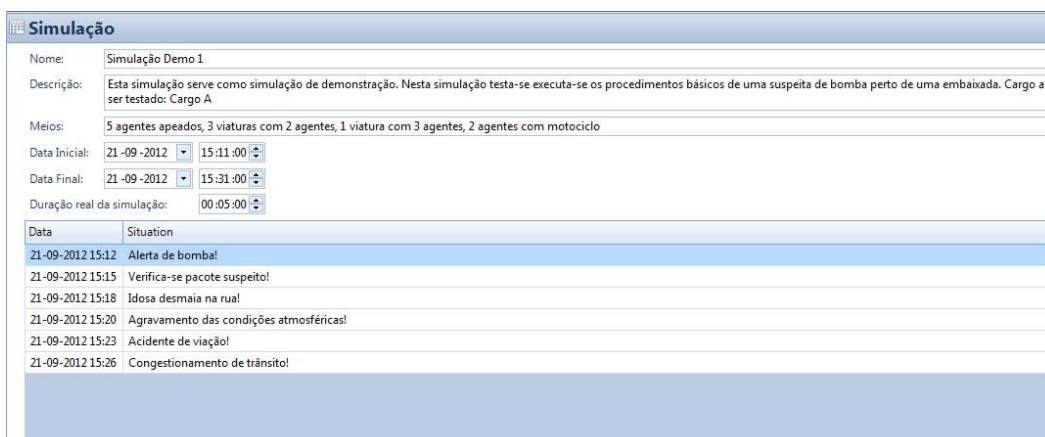 Simulação
Nome: Simulação Demo 1
Descrição: Esta simulação serve como simulação de demonstração. Nesta simulação testa-se executa-se os procedimentos básicos de uma suspeita de bomba perto de uma embaixada. Cargo a
ser testado: Cargo A
Meios: 5 agentes apeados, 3 viaturas com 2 agentes, 1 viatura com 3 agentes, 2 agentes com motociclo
Data Inicial: 21 -09 -2012 15:11:00
Data Final: 21 -09 -2012 15:31:00
Duração real da simulação: 00:05:00
Data Situation
21-09-2012 15:12 Alerta de bomba!
21-09-2012 15:15 Verifica-se pacote suspeito!
21-09-2012 15:18 Idosa desmaia na rua!
21-09-2012 15:20 Agravamento das condições atmosféricas!
21-09-2012 15:23 Acidente de viação!
21-09-2012 15:26 Congestionamento de trânsito!